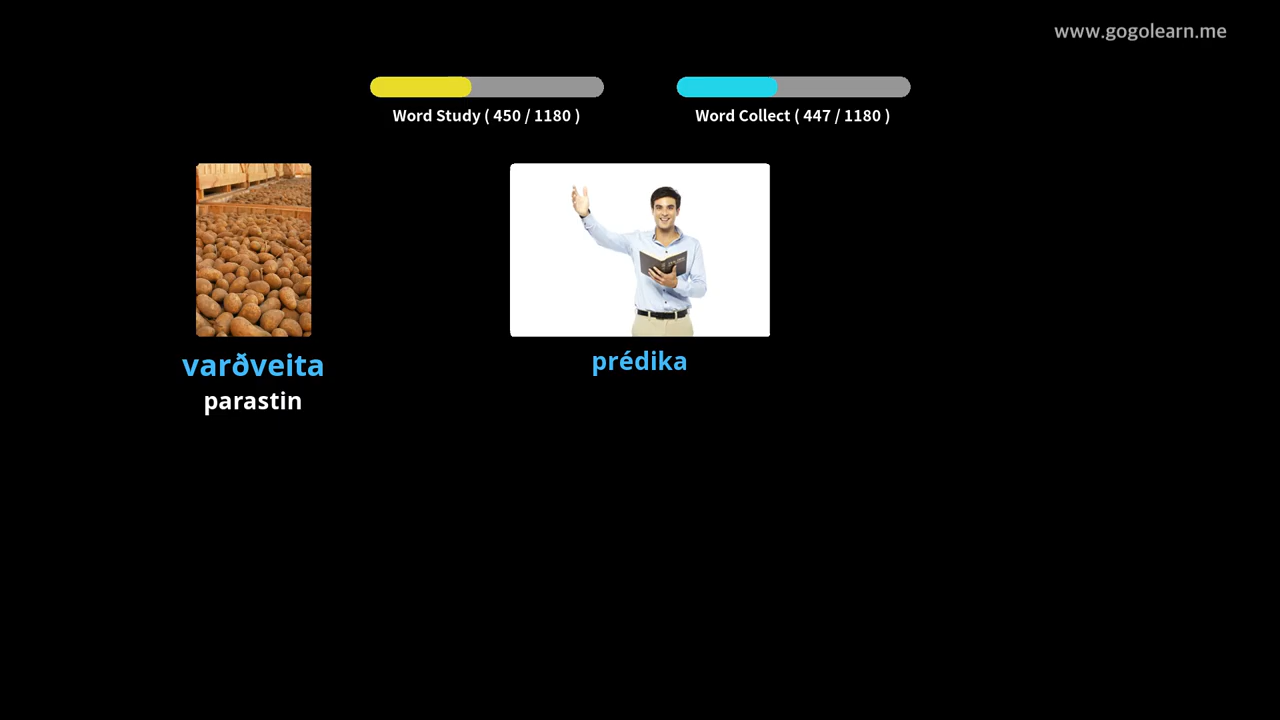 www.gogolearn.me
Word Study ( 450 / 1180 )
Word Collect ( 447 / 1180 )
varðveita
parastin
prédika